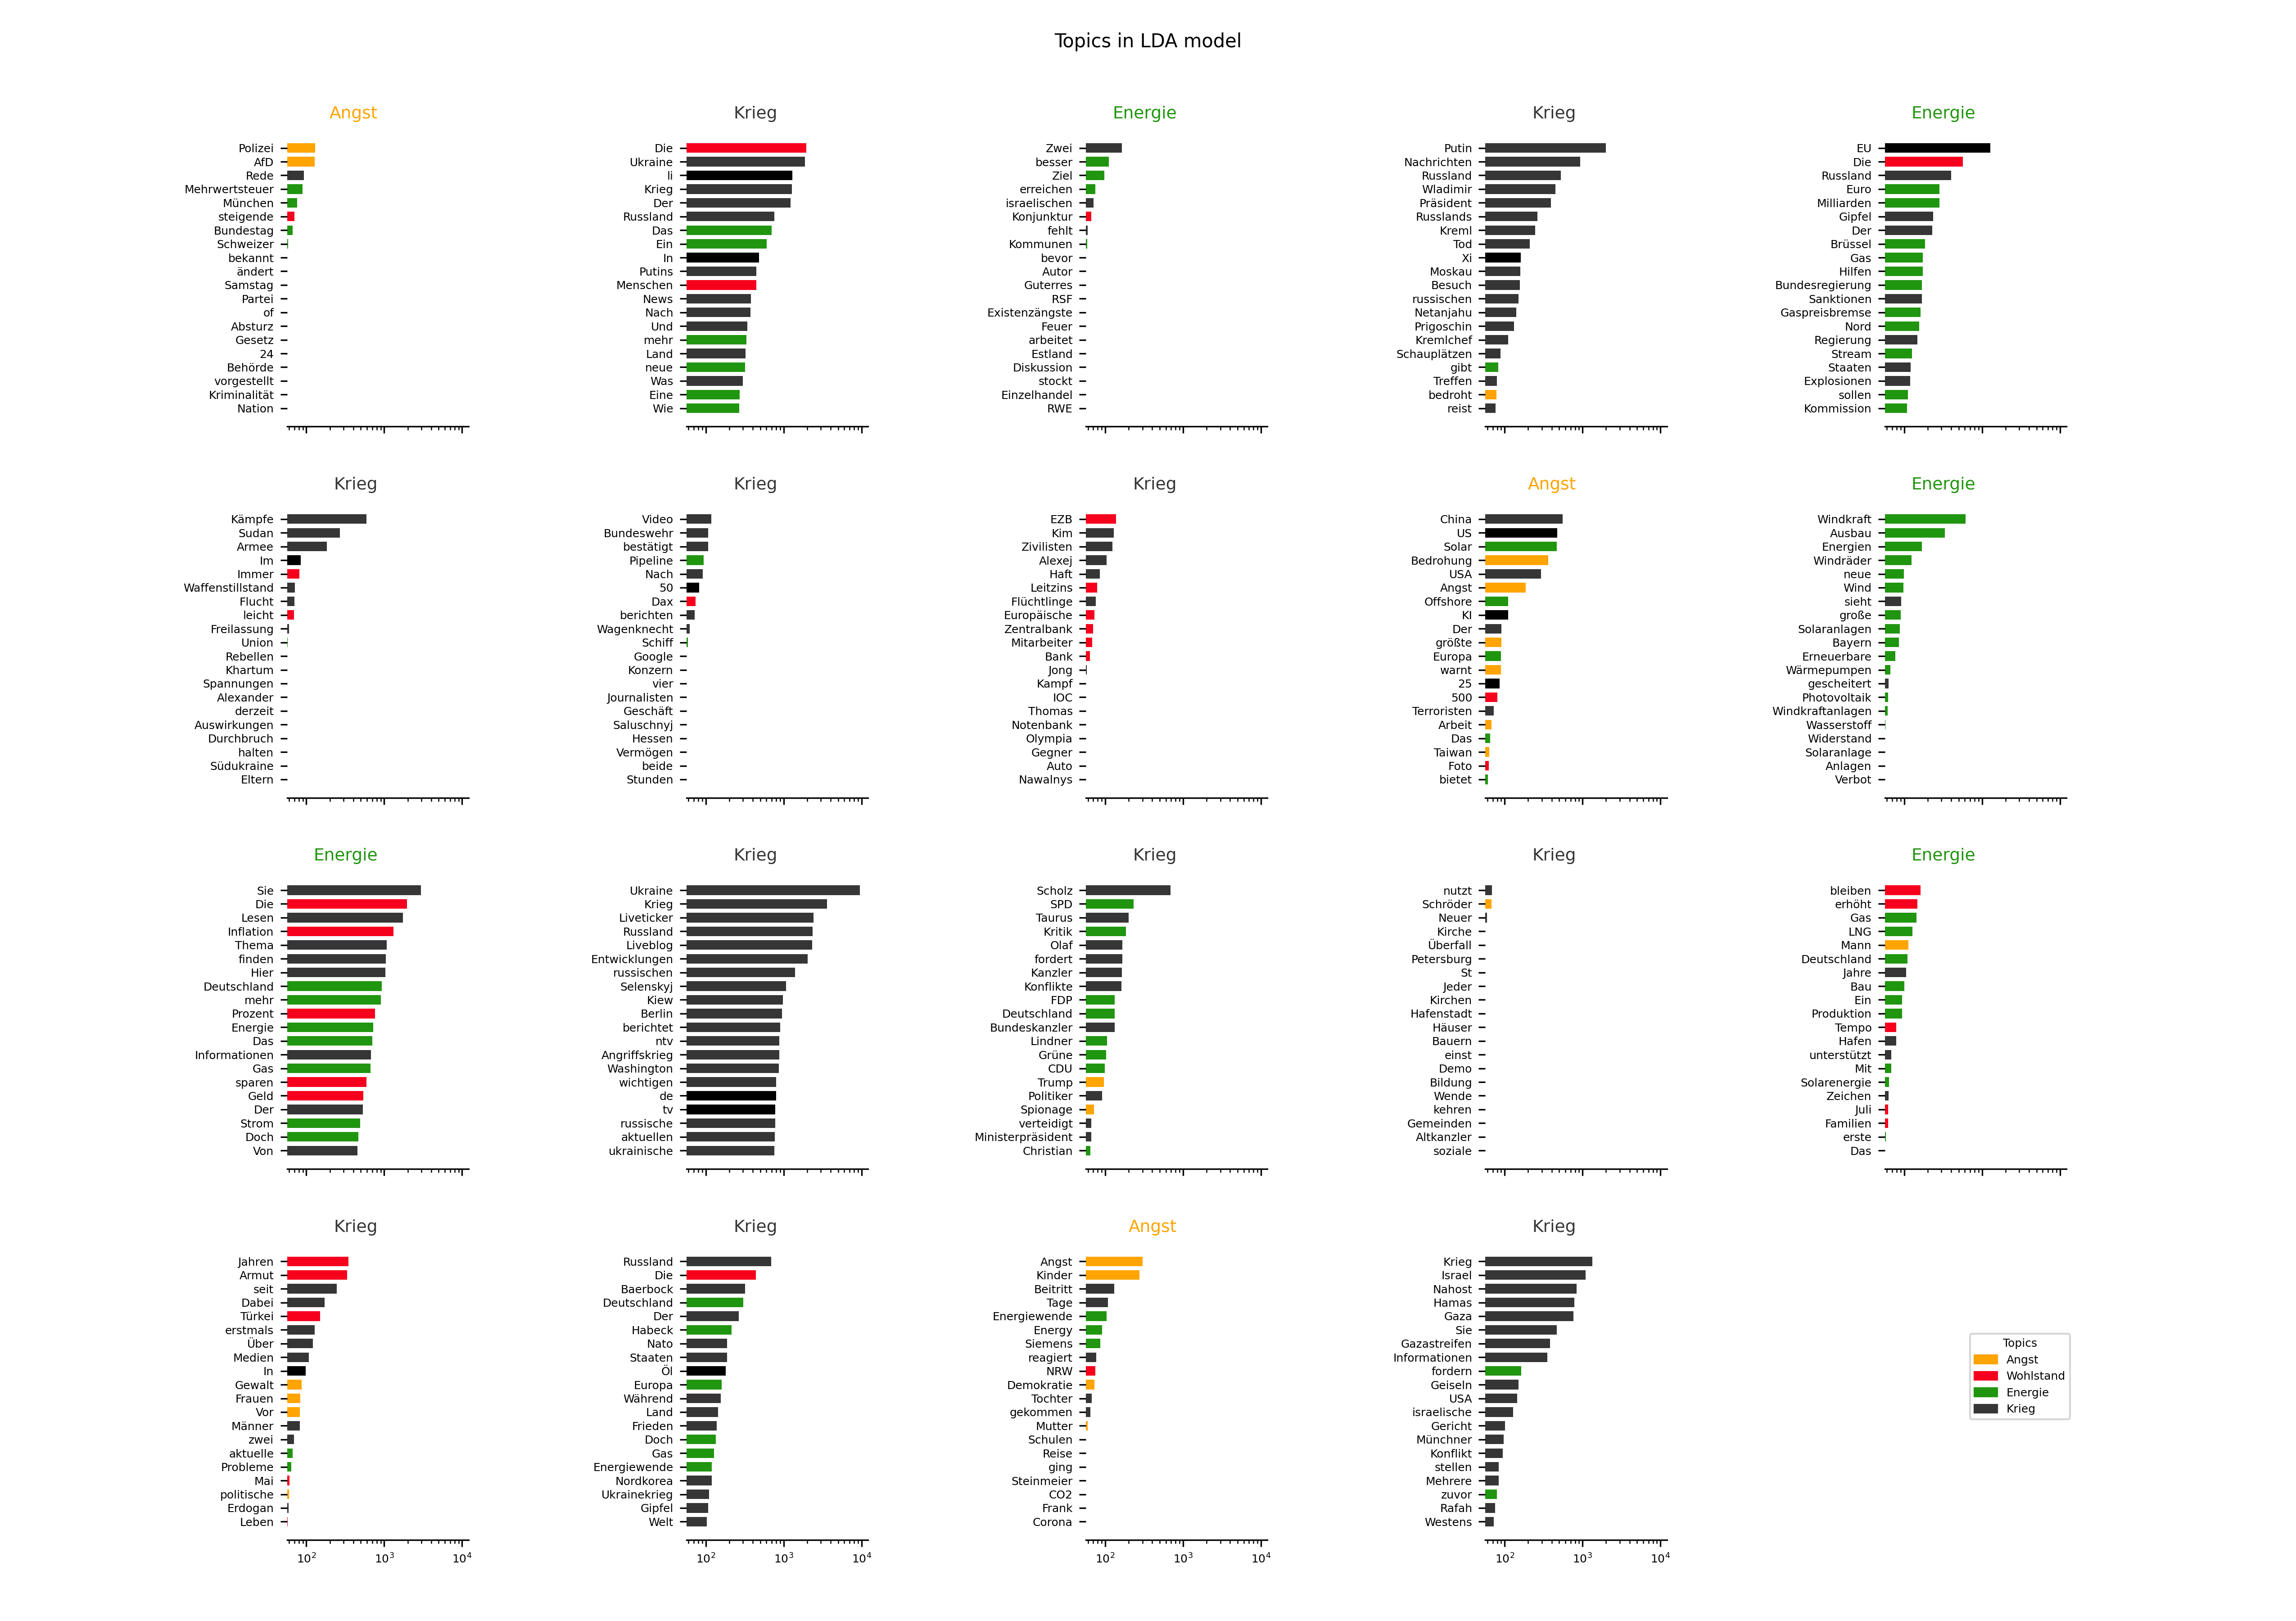 Topics in LDA model
Angst
Polizei
AfD
Rede
Mehrwertsteuer
München
steigende
Bundestag
Schweizer
bekannt
ändert
Samstag
Partei
of
Absturz
Gesetz
24
Behörde
vorgestellt
Kriminalität
Nation
Krieg
Die
Ukraine
li
Krieg
Der
Russland
Das
Ein
In
Putins
Menschen
News
Nach
Und
mehr
Land
neue
Was
Eine
Wie
Energie
Zwei
besser
Ziel
erreichen
israelischen
Konjunktur
fehlt
Kommunen
bevor
Autor
Guterres
RSF
Existenzängste
Feuer
arbeitet
Estland
Diskussion
stockt
Einzelhandel
RWE
Krieg
Putin
Nachrichten
Russland
Wladimir
Präsident
Russlands
Kreml
Tod
Xi
Moskau
Besuch
russischen
Netanjahu
Prigoschin
Kremlchef
Schauplätzen
gibt
Treffen
bedroht
reist
Energie
EU
Die
Russland
Euro
Milliarden
Gipfel
Der
Brüssel
Gas
Hilfen
Bundesregierung
Sanktionen
Gaspreisbremse
Nord
Regierung
Stream
Staaten
Explosionen
sollen
Kommission
Krieg
Kämpfe
Sudan
Armee
Im
Immer
Waffenstillstand
Flucht
leicht
Freilassung
Union
Rebellen
Khartum
Spannungen
Alexander
derzeit
Auswirkungen
Durchbruch
halten
Südukraine
Eltern
Krieg
Video
Bundeswehr
bestätigt
Pipeline
Nach
50
Dax
berichten
Wagenknecht
Schiff
Google
Konzern
vier
Journalisten
Geschäft
Saluschnyj
Hessen
Vermögen
beide
Stunden
Krieg
EZB
Kim
Zivilisten
Alexej
Haft
Leitzins
Flüchtlinge
Europäische
Zentralbank
Mitarbeiter
Bank
Jong
Kampf
IOC
Thomas
Notenbank
Olympia
Gegner
Auto
Nawalnys
Angst
China
US
Solar
Bedrohung
USA
Angst
Offshore
KI
Der
größte
Europa
warnt
25
500
Terroristen
Arbeit
Das
Taiwan
Foto
bietet
Energie
Windkraft
Ausbau
Energien
Windräder
neue
Wind
sieht
große
Solaranlagen
Bayern
Erneuerbare
Wärmepumpen
gescheitert
Photovoltaik
Windkraftanlagen
Wasserstoff
Widerstand
Solaranlage
Anlagen
Verbot
Energie
Sie
Die
Lesen
Inflation
Thema
finden
Hier
Deutschland
mehr
Prozent
Energie
Das
Informationen
Gas
sparen
Geld
Der
Strom
Doch
Von
Krieg
Ukraine
Krieg
Liveticker
Russland
Liveblog
Entwicklungen
russischen
Selenskyj
Kiew
Berlin
berichtet
ntv
Angriffskrieg
Washington
wichtigen
de
tv
russische
aktuellen
ukrainische
Krieg
Scholz
SPD
Taurus
Kritik
Olaf
fordert
Kanzler
Konflikte
FDP
Deutschland
Bundeskanzler
Lindner
Grüne
CDU
Trump
Politiker
Spionage
verteidigt
Ministerpräsident
Christian
Krieg
nutzt
Schröder
Neuer
Kirche
Überfall
Petersburg
St
Jeder
Kirchen
Hafenstadt
Häuser
Bauern
einst
Demo
Bildung
Wende
kehren
Gemeinden
Altkanzler
soziale
Energie
bleiben
erhöht
Gas
LNG
Mann
Deutschland
Jahre
Bau
Ein
Produktion
Tempo
Hafen
unterstützt
Mit
Solarenergie
Zeichen
Juli
Familien
erste
Das
Krieg
Jahren
Armut
seit
Dabei
Türkei
erstmals
Über
Medien
In
Gewalt
Frauen
Vor
Männer
zwei
aktuelle
Probleme
Mai
politische
Erdogan
Leben
10² 10³ 10⁴
Krieg
Russland
Die
Baerbock
Deutschland
Der
Habeck
Nato
Staaten
Öl
Europa
Während
Land
Frieden
Doch
Gas
Energiewende
Nordkorea
Ukrainekrieg
Gipfel
Welt
10² 10³ 10⁴
Angst
Angst
Kinder
Beitritt
Tage
Energiewende
Energy
Siemens
reagiert
NRW
Demokratie
Tochter
gekommen
Mutter
Schulen
Reise
ging
Steinmeier
CO2
Frank
Corona
10² 10³ 10⁴
Krieg
Krieg
Israel
Nahost
Hamas
Gaza
Sie
Gazastreifen
Informationen
fordern
Geiseln
USA
israelische
Gericht
Münchner
Konflikt
stellen
Mehrere
zuvor
Rafah
Westens
10² 10³ 10⁴
Topics
Angst
Wohlstand
Energie
Krieg